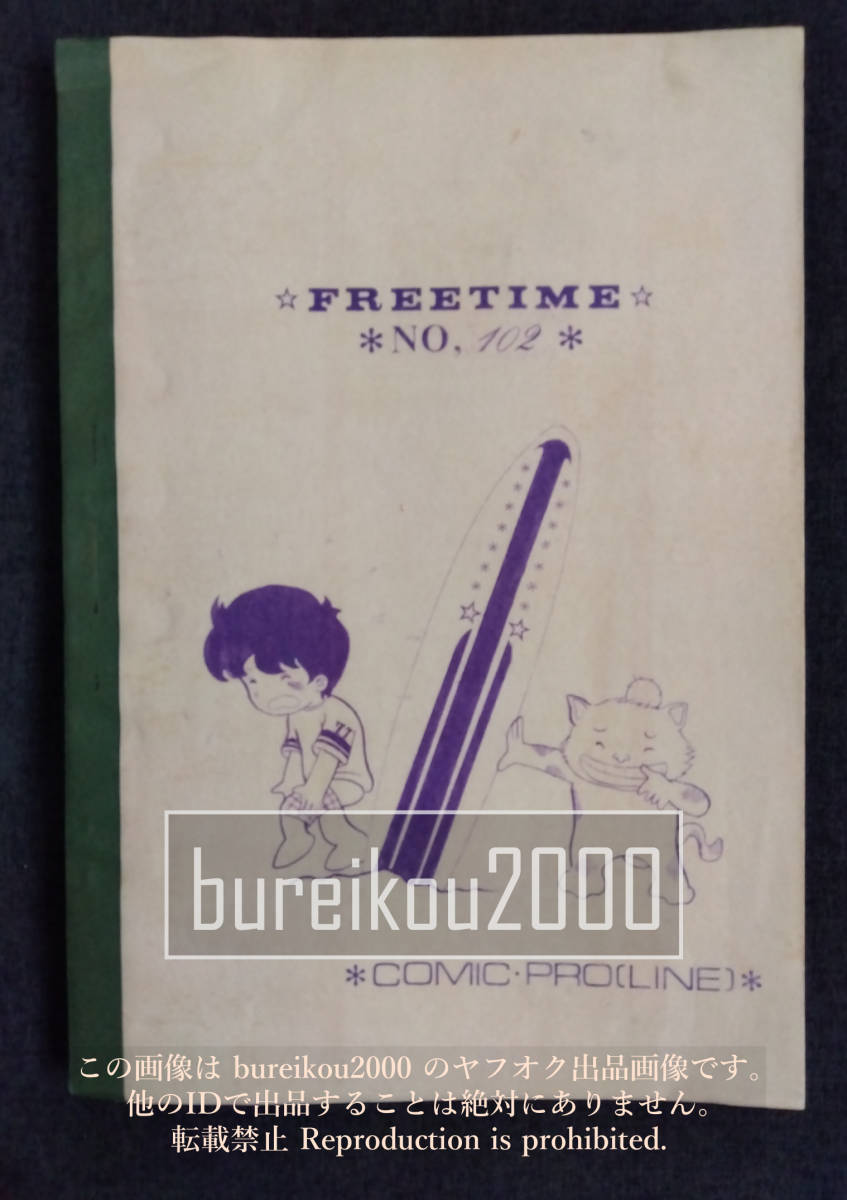 ☆FREETIME☆
*NO, 102 *
77
bureikou2000
*COMIC·PRO(LINE)*
この画像は bureikou2000 のヤフオク出品画像です。
他のIDで出品することは絶対にありません。
転載禁止 Reproduction is prohibited.